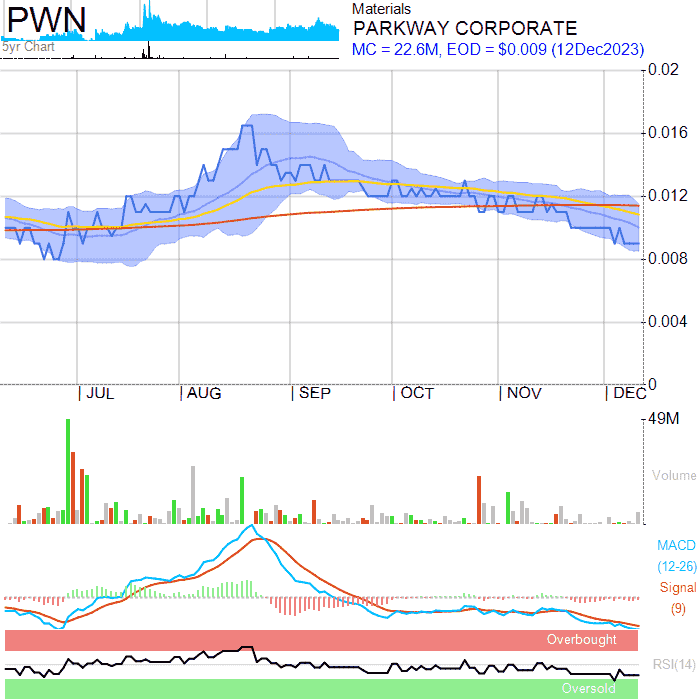 PWN
5yr Chart
Materials
PARKWAY CORPORATE
MC = 22.6M, EOD = $0.009 (12Dec2023)
0.02
0.016
0.012
0.008
0.004
0
JUL AUG SEP OCT NOV DEC
49M
Volume
MACD
(12-26)
Signal
(9)
Overbought
RSI(14)
Oversold